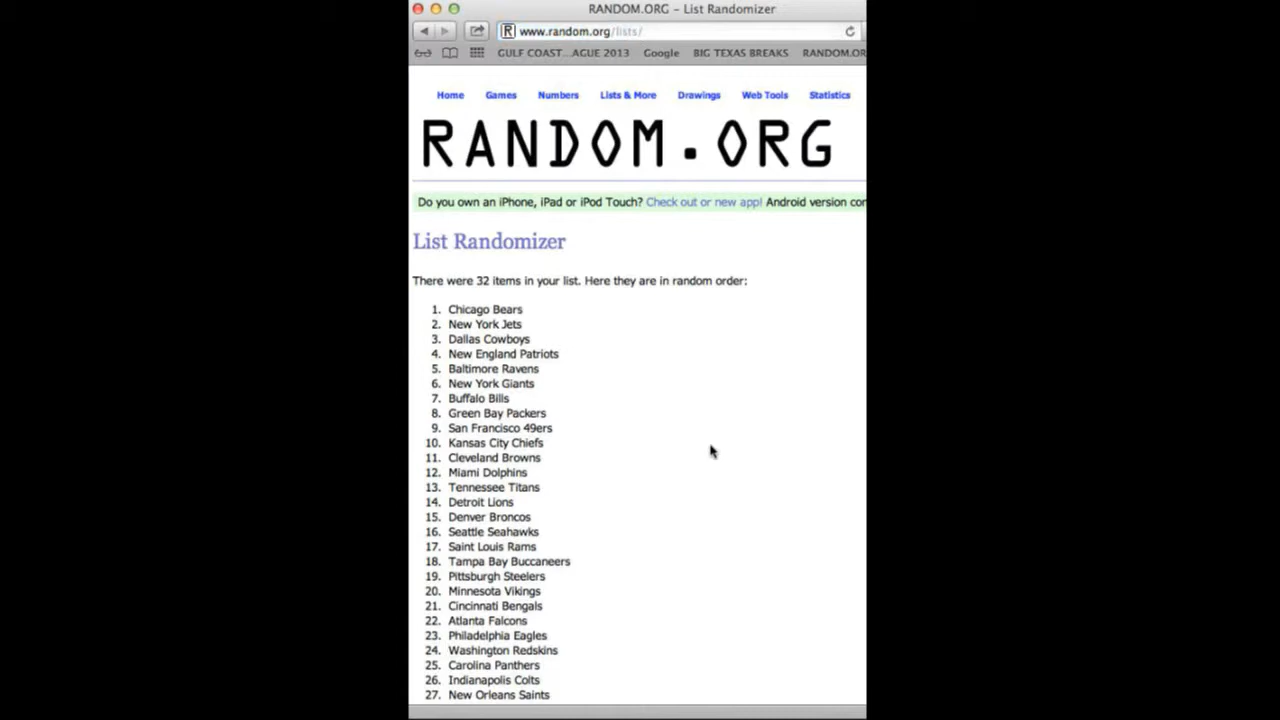 RANDOM.ORG - List Randomizer
R www.random.org/lists/
GULF COAST...AGUE 2013 Google BIG TEXAS BREAKS RANDOM.OR
Home Games Numbers Lists & More Drawings Web Tools Statistics
RANDOM.ORG
Do you own an iPhone, iPad or iPod Touch? Check out or new app! Android version con
List Randomizer
There were 32 items in your list. Here they are in random order:
1. Chicago Bears
2. New York Jets
3. Dallas Cowboys
4. New England Patriots
5. Baltimore Ravens
6. New York Giants
7. Buffalo Bills
8. Green Bay Packers
9. San Francisco 49ers
10. Kansas City Chiefs
11. Cleveland Browns
12. Miami Dolphins
13. Tennessee Titans
14. Detroit Lions
15. Denver Broncos
16. Seattle Seahawks
17. Saint Louis Rams
18. Tampa Bay Buccaneers
19. Pittsburgh Steelers
20. Minnesota Vikings
21. Cincinnati Bengals
22. Atlanta Falcons
23. Philadelphia Eagles
24. Washington Redskins
25. Carolina Panthers
26. Indianapolis Colts
27. New Orleans Saints